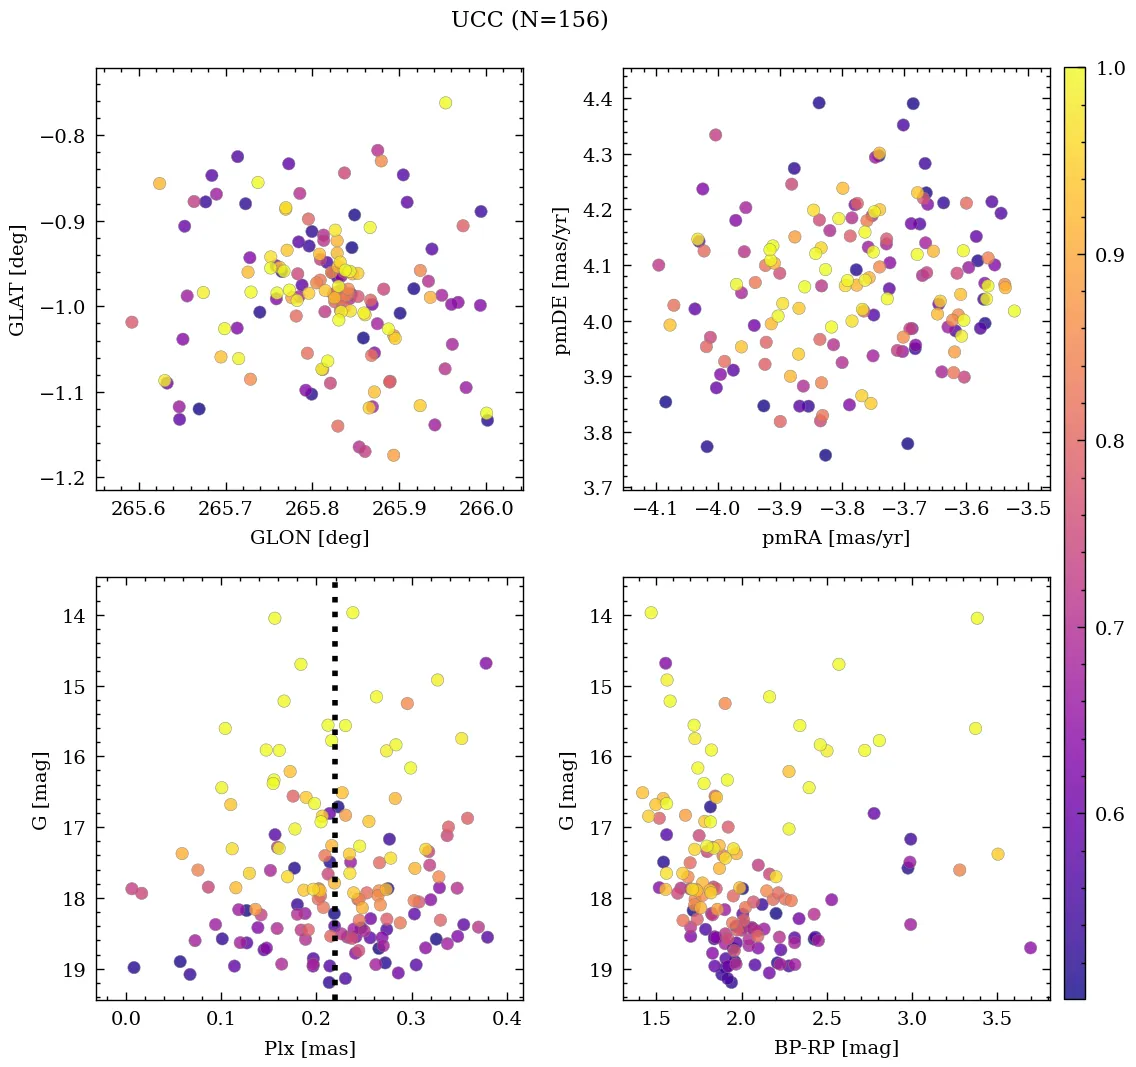 UCC (N=156)
−0.8
−0.9
−1.0
−1.1
−1.2
GLAT [deg]
265.6 265.7 265.8 265.9 266.0
GLON [deg]
4.4
4.3
4.2
4.1
4.0
3.9
3.8
3.7
pmDE [mas/yr]
−4.1 −4.0 −3.9 −3.8 −3.7 −3.6 −3.5
pmRA [mas/yr]
14
15
16
17
18
19
G [mag]
0.0 0.1 0.2 0.3 0.4
Plx [mas]
14
15
16
17
18
19
G [mag]
1.5 2.0 2.5 3.0 3.5
BP-RP [mag]
1.0
0.9
0.8
0.7
0.6